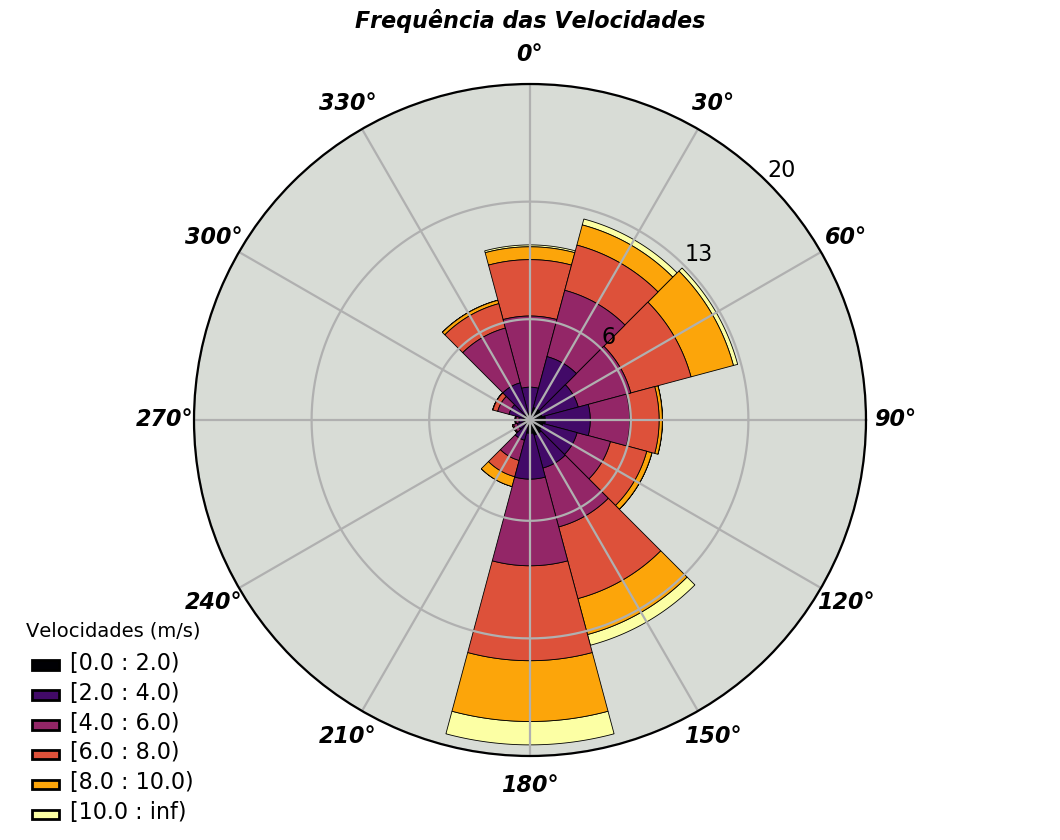 Frequência das Velocidades
0°
330°
30°
20
300°
60°
13
6
270°
90°
240°
120°
210°
150°
180°
Velocidades (m/s)
[0.0 : 2.0)
[2.0 : 4.0)
[4.0 : 6.0)
[6.0 : 8.0)
[8.0 : 10.0)
[10.0 : inf)